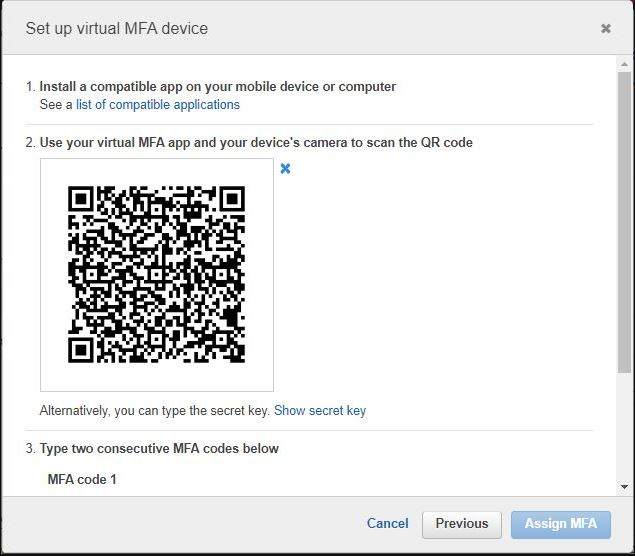 Set up virtual MFA device
1. Install a compatible app on your mobile device or computer
See a list of compatible applications
2. Use your virtual MFA app and your device's camera to scan the QR code
Alternatively, you can type the secret key. Show secret key
3. Type two consecutive MFA codes below
MFA code 1
Cancel
Previous
Assign MFA